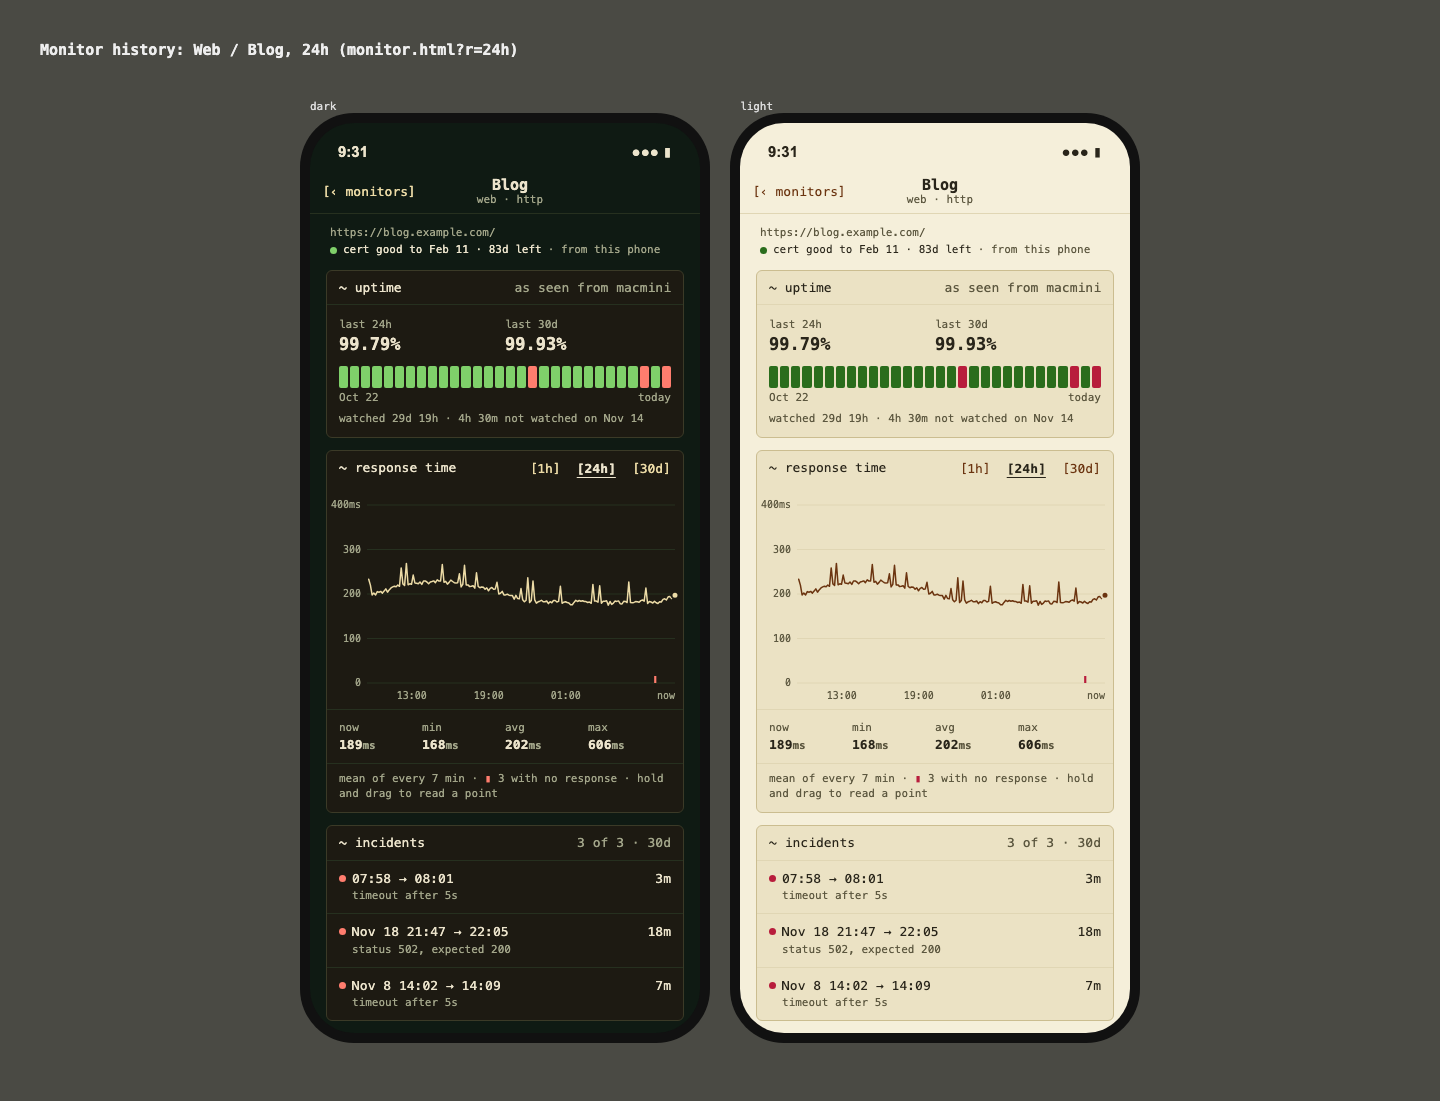 Monitor history: Web / Blog, 24h (monitor.html?r=24h)
dark
9:31
[‹ monitors]
Blog
web · http
https://blog.example.com/
cert good to Feb 11 · 83d left · from this phone
~ uptime
as seen from macmini
last 24h
last 30d
99.79%
99.93%
Oct 22
today
watched 29d 19h · 4h 30m not watched on Nov 14
~ response time
[1h] [24h] [30d]
400ms
300
200
100
0
13:00
19:00
01:00
now
now
min
avg
max
189ms
168ms
202ms
606ms
mean of every 7 min · 3 with no response · hold
and drag to read a point
~ incidents
3 of 3 · 30d
07:58 → 08:01
3m
timeout after 5s
Nov 18 21:47 → 22:05
18m
status 502, expected 200
Nov 8 14:02 → 14:09
7m
timeout after 5s
light
9:31
[‹ monitors]
Blog
web · http
https://blog.example.com/
cert good to Feb 11 · 83d left · from this phone
~ uptime
as seen from macmini
last 24h
last 30d
99.79%
99.93%
Oct 22
today
watched 29d 19h · 4h 30m not watched on Nov 14
~ response time
[1h] [24h] [30d]
400ms
300
200
100
0
13:00
19:00
01:00
now
now
min
avg
max
189ms
168ms
202ms
606ms
mean of every 7 min · 3 with no response · hold
and drag to read a point
~ incidents
3 of 3 · 30d
07:58 → 08:01
3m
timeout after 5s
Nov 18 21:47 → 22:05
18m
status 502, expected 200
Nov 8 14:02 → 14:09
7m
timeout after 5s